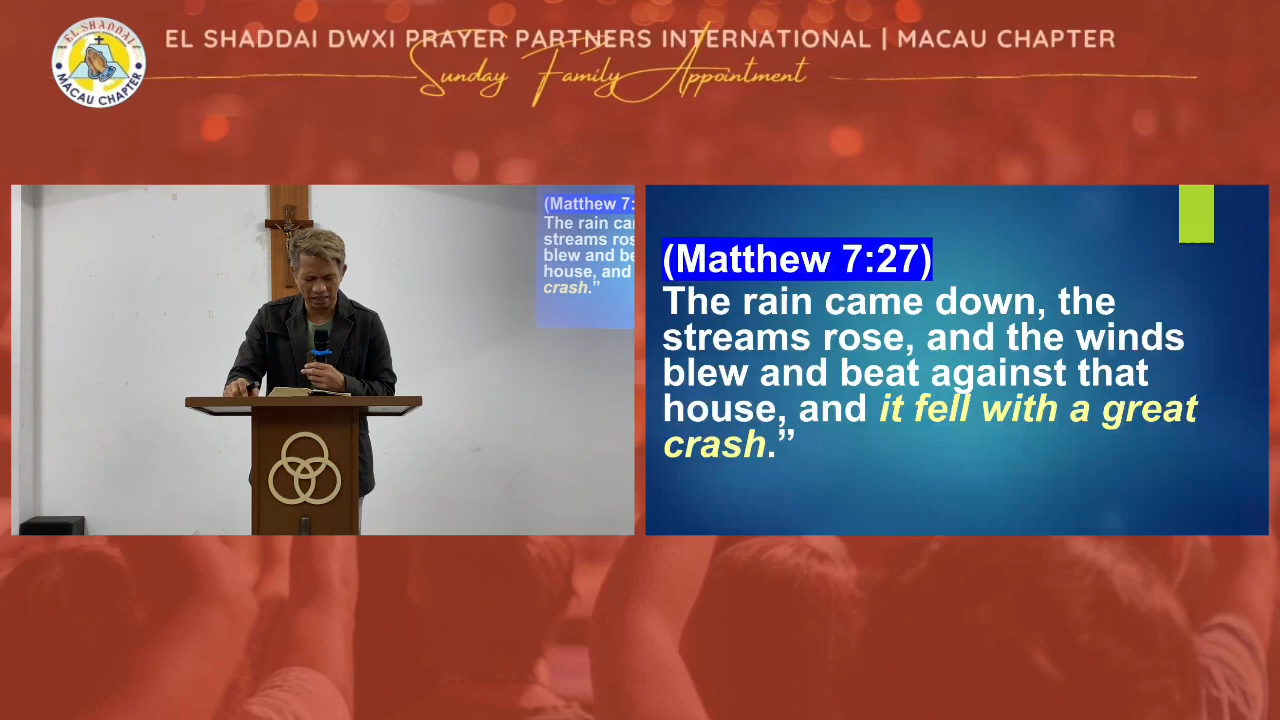 EL SHADDAI
MACAU CHAPTER
EL SHADDAI DWXI PRAYER PARTNERS INTERNATIONAL | MACAU CHAPTER
Sunday Family Appointment
(Matthew 7:
The rain ca
streams ros
blew and be
house, and
crash.”
(Matthew 7:27)
The rain came down, the
streams rose, and the winds
blew and beat against that
house, and it fell with a great
crash.”